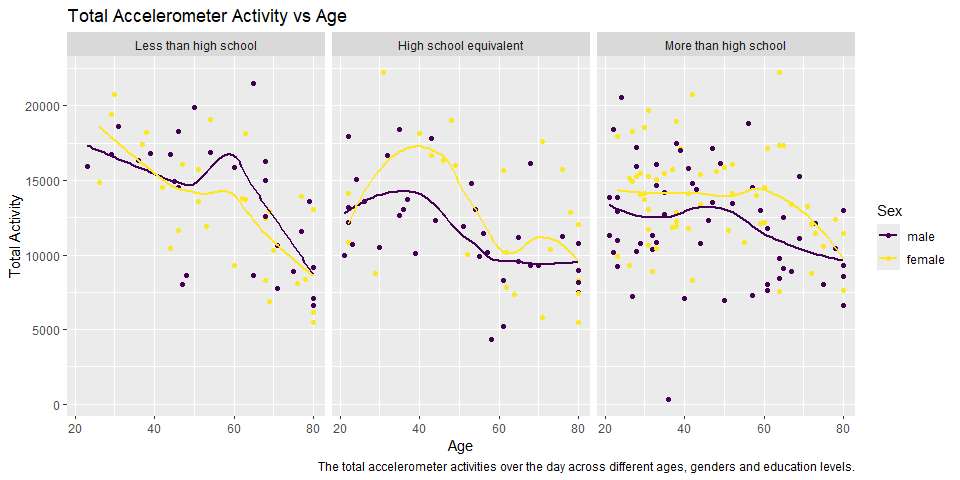 Total Accelerometer Activity vs Age
Less than high school
High school equivalent
More than high school
20000
15000
10000
5000
0
Total Activity
20 40 60 80
20 40 60 80
20 40 60 80
Age
Sex
male
female
The total accelerometer activities over the day across different ages, genders and education levels.